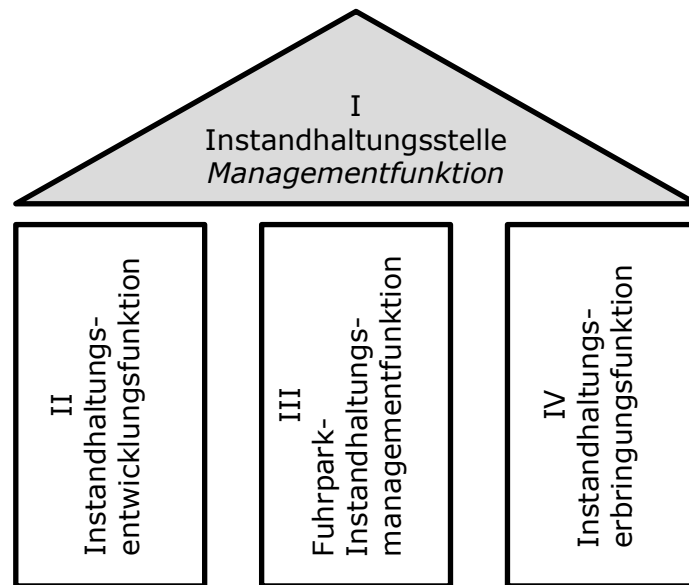 I
Instandhaltungsstelle
Managementfunktion
II
Instandhaltungs-
entwicklungsfunktion
III
Fuhrpark-
Instandhaltungs-
managementfunktion
IV
Instandhaltungs-
erbringungsfunktion